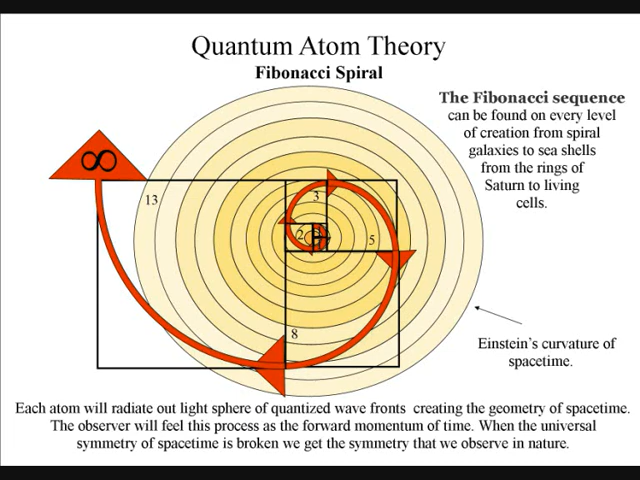 Quantum Atom Theory
Fibonacci Spiral
The Fibonacci sequence
can be found on every level
of creation from spiral
galaxies to sea shells
from the rings of
Saturn to living
cells.
∞
13
3
2
5
8
Einstein's curvature of
spacetime.
Each atom will radiate out light sphere of quantized wave fronts creating the geometry of spacetime.
The observer will feel this process as the forward momentum of time. When the universal
symmetry of spacetime is broken we get the symmetry that we observe in nature.